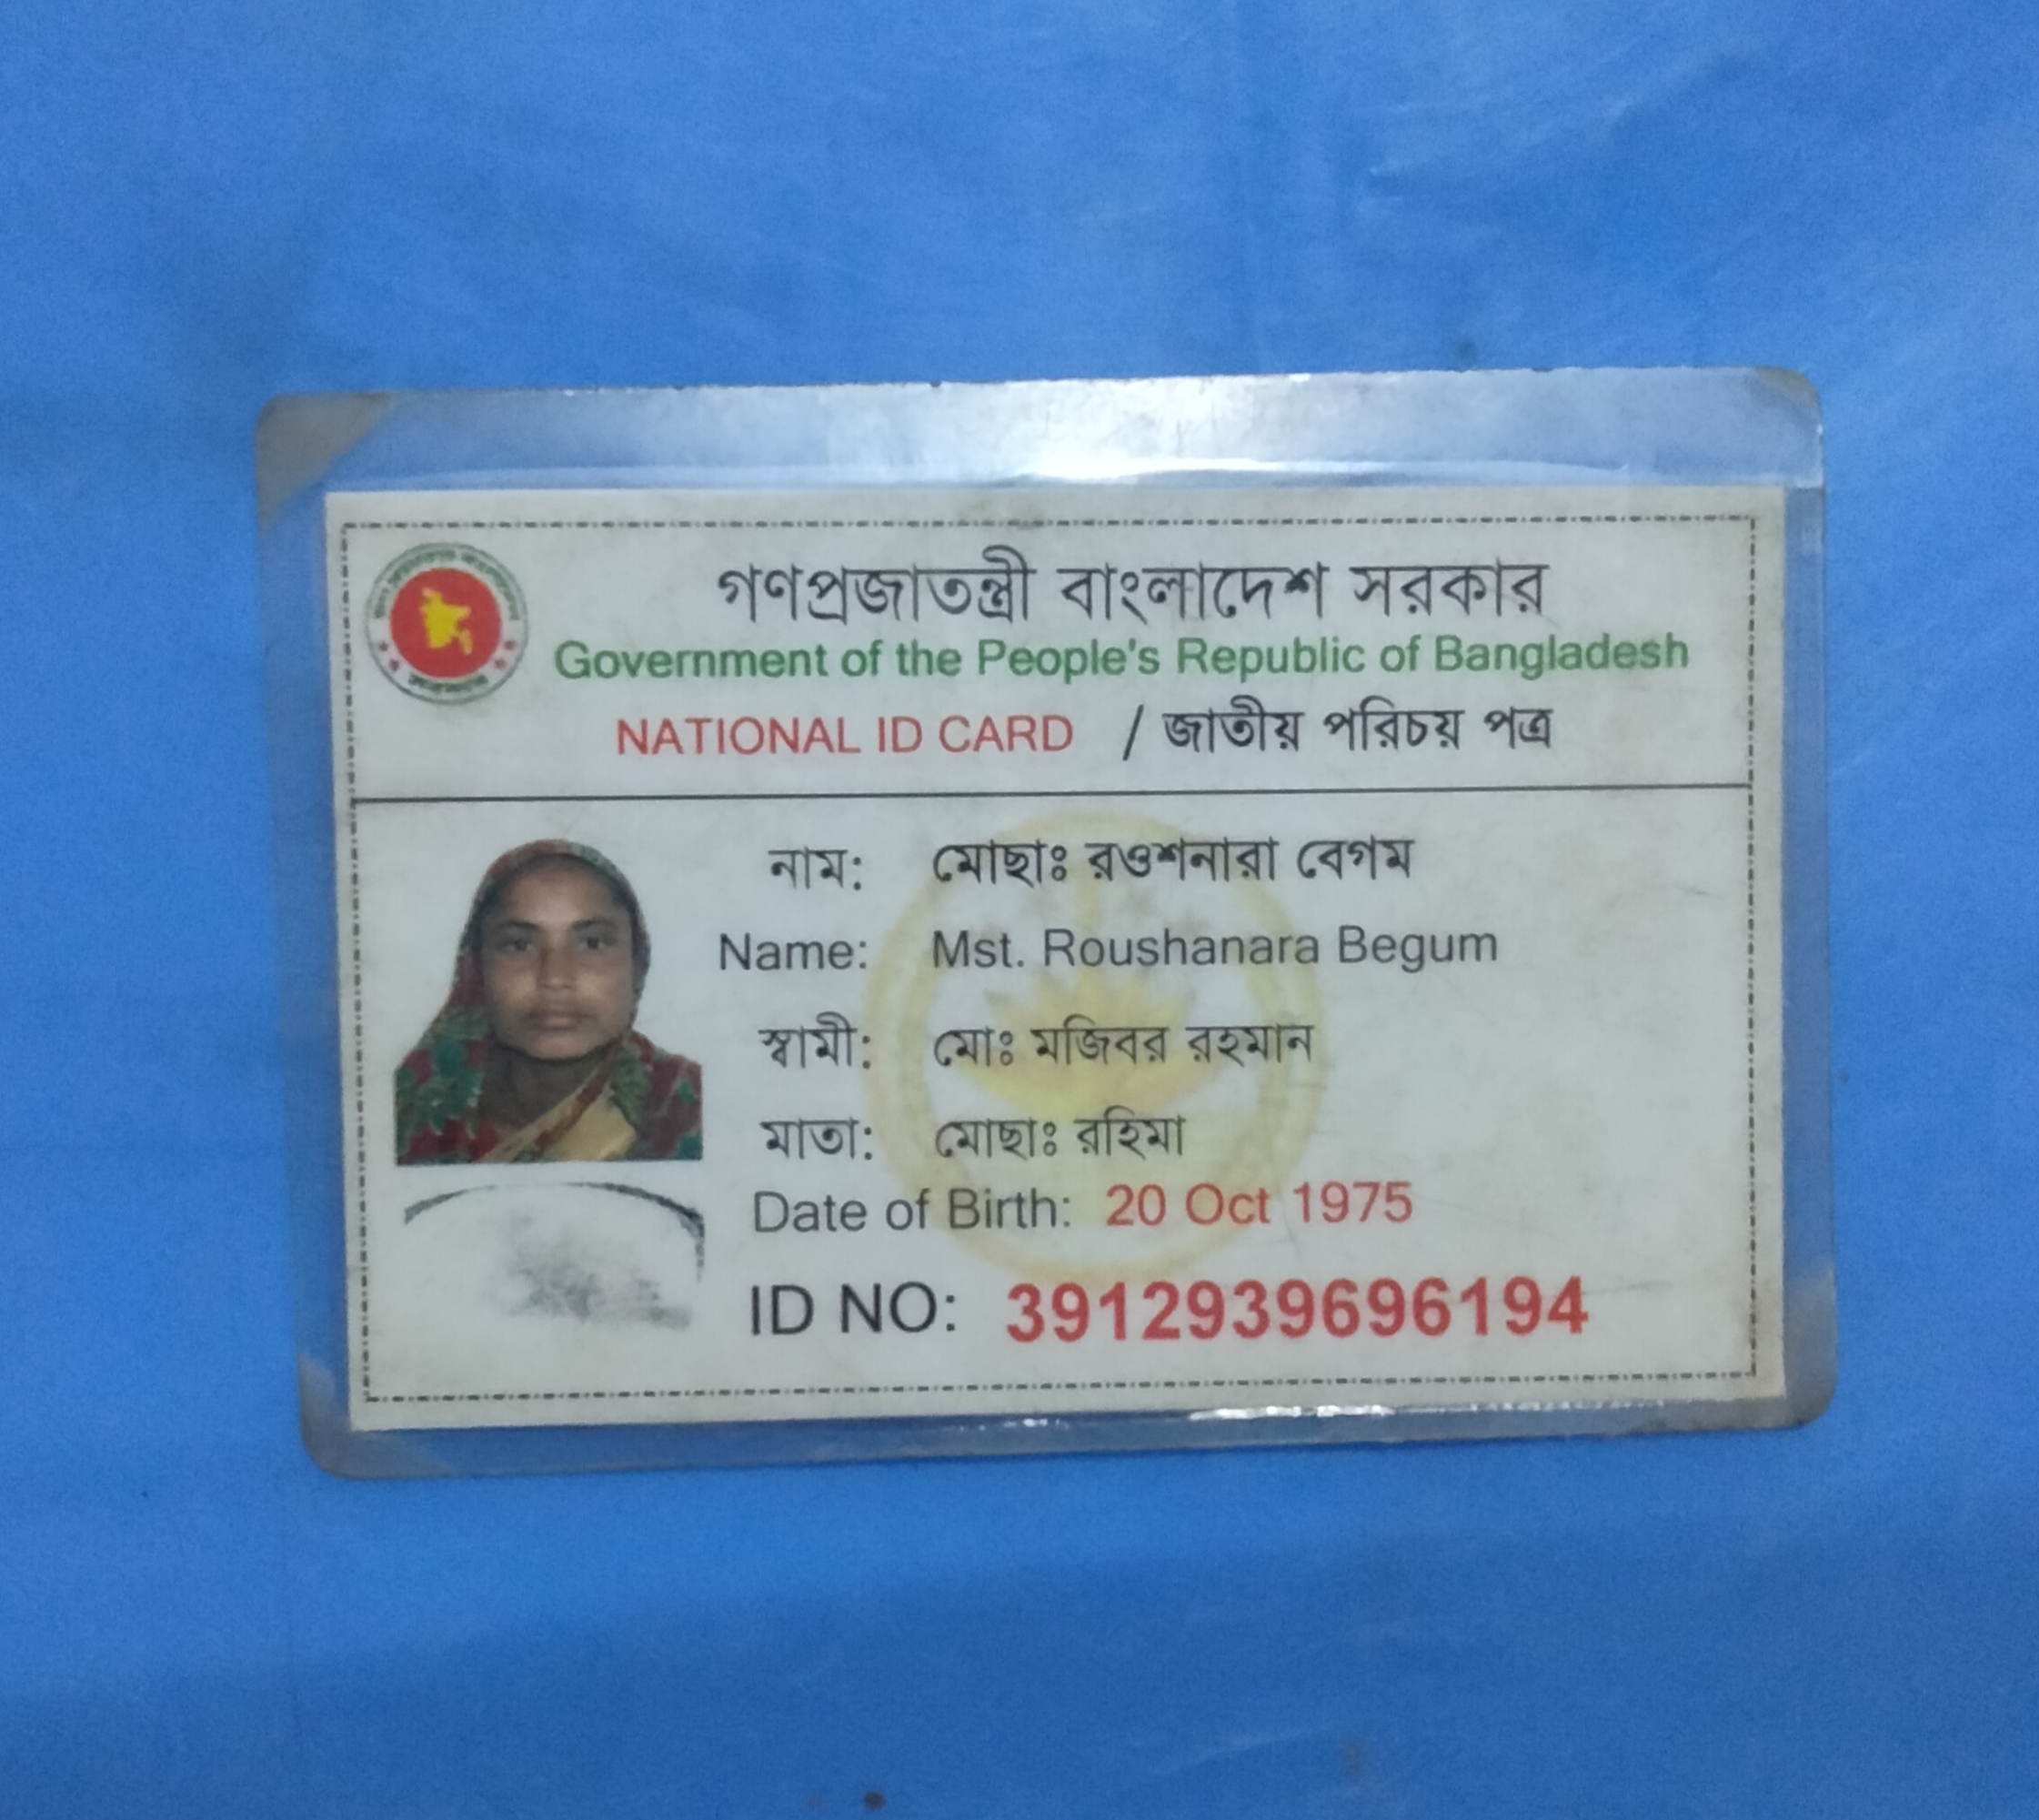 গণপ্রজাতন্ত্রী বাংলাদেশ সরকার
Government of the People's Republic of Bangladesh
NATIONAL ID CARD / জাতীয় পরিচয় পত্র
নাম: মোছাঃ রওশনারা বেগম
Name: Mst. Roushanara Begum
স্বামী: মোঃ মজিবর রহমান
মাতা: মোছাঃ রহিমা
Date of Birth: 20 Oct 1975
ID NO: 3912939696194